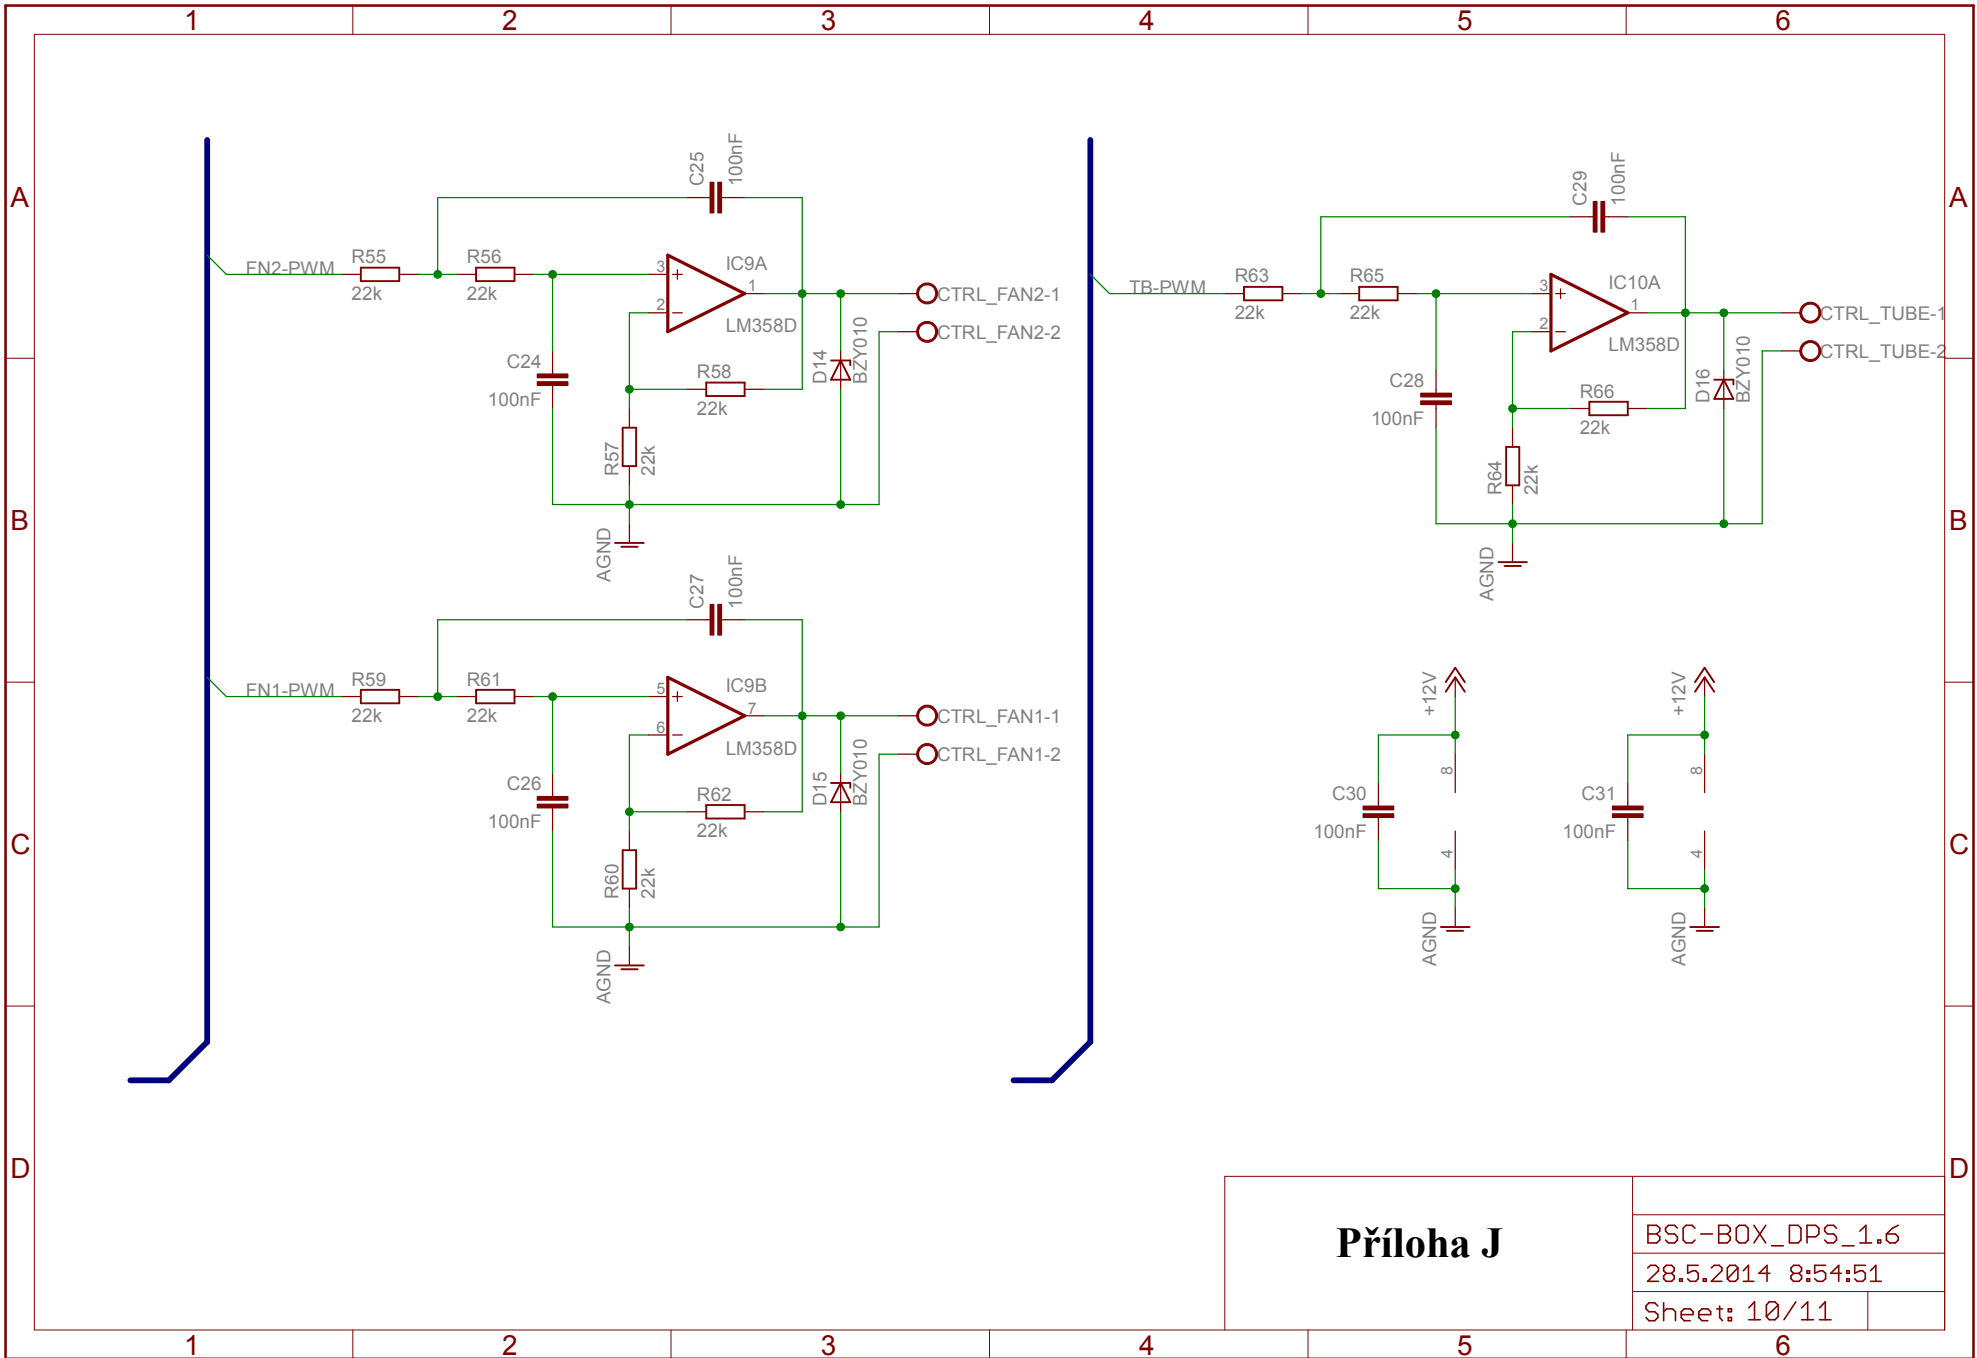 1 2 3 4 5 6
A A
C25
100nF
FN2-PWM
R55
22k
R56
22k
3
2
1
IC9A
LM358D
CTRL_FAN2-1
CTRL_FAN2-2
C24
100nF
R58
22k
D14
BZY010
R57
22k
AGND
C29
100nF
TB-PWM
R63
22k
R65
22k
3
2
1
IC10A
LM358D
CTRL_TUBE-1
CTRL_TUBE-2
C28
100nF
R66
22k
D16
BZY010
R64
22k
AGND
B B
C27
100nF
FN1-PWM
R59
22k
R61
22k
5
6
7
IC9B
LM358D
CTRL_FAN1-1
CTRL_FAN1-2
C26
100nF
R62
22k
D15
BZY010
R60
22k
AGND
+12V
8
C30
100nF
4
AGND
+12V
8
C31
100nF
4
AGND
C C
D D
Příloha J
BSC-BOX_DPS_1.6
28.5.2014 8:54:51
Sheet: 10/11
1 2 3 4 5 6